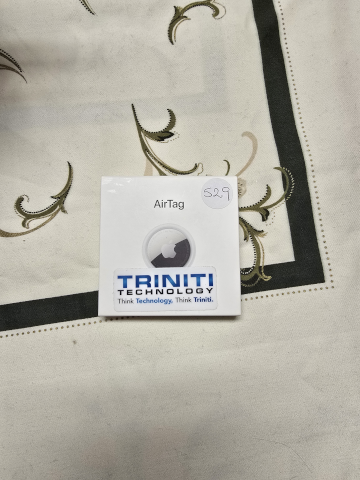 AirTag
529
TRINITI
TECHNOLOGY
Think Technology. Think Triniti.